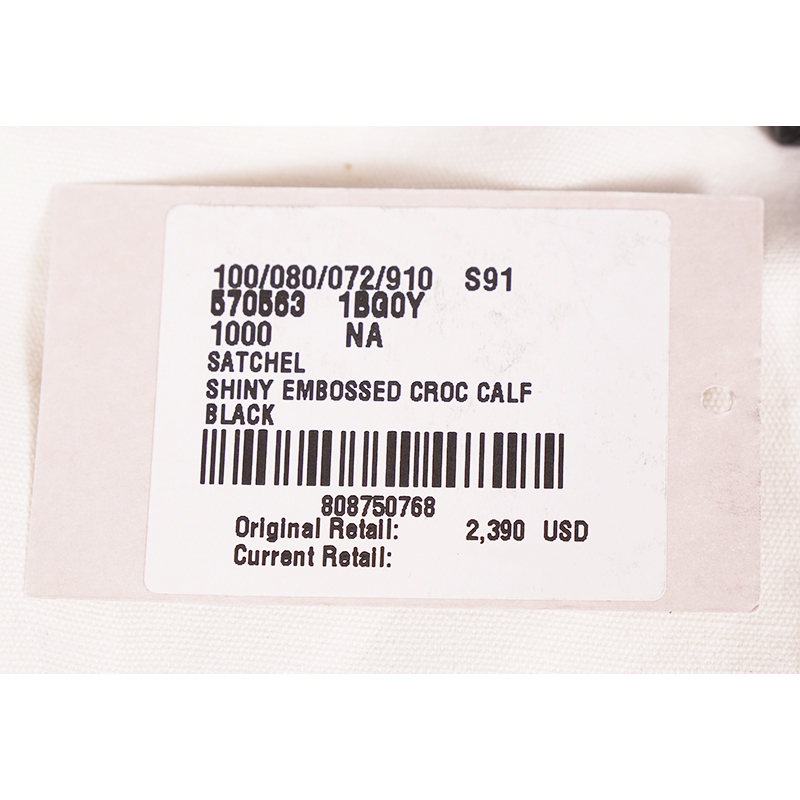 100/080/072/910 S91
570563 1BG0Y
1000 NA
SATCHEL
SHINY EMBOSSED CROC CALF
BLACK
808750768
Original Retail: 2,390 USD
Current Retail: